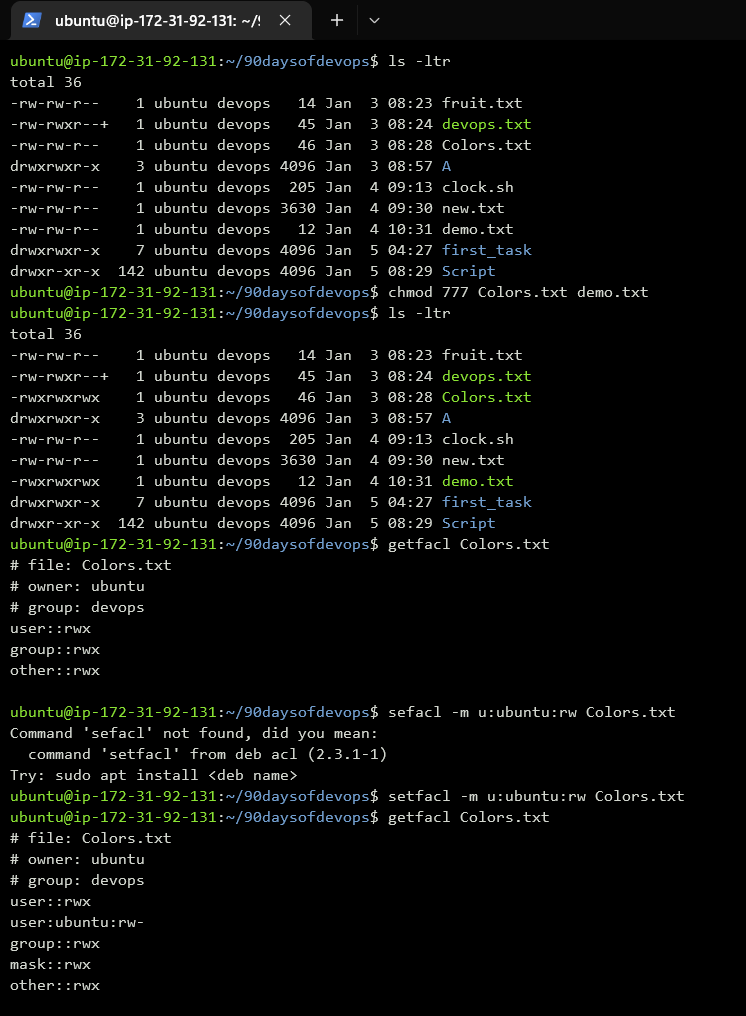 ubuntu@ip-172-31-92-131: ~/9
ubuntu@ip-172-31-92-131:~/90daysofdevops$ ls -ltr
total 36
-rw-rw-r--    1 ubuntu devops   14 Jan  3 08:23 fruit.txt
-rw-rwxr--+   1 ubuntu devops   45 Jan  3 08:24 devops.txt
-rw-rw-r--    1 ubuntu devops   46 Jan  3 08:28 Colors.txt
drwxrwxr-x    3 ubuntu devops 4096 Jan  3 08:57 A
-rw-rw-r--    1 ubuntu devops  205 Jan  4 09:13 clock.sh
-rw-rw-r--    1 ubuntu devops 3630 Jan  4 09:30 new.txt
-rw-rw-r--    1 ubuntu devops   12 Jan  4 10:31 demo.txt
drwxrwxr-x    7 ubuntu devops 4096 Jan  5 04:27 first_task
drwxr-xr-x  142 ubuntu devops 4096 Jan  5 08:29 Script
ubuntu@ip-172-31-92-131:~/90daysofdevops$ chmod 777 Colors.txt demo.txt
ubuntu@ip-172-31-92-131:~/90daysofdevops$ ls -ltr
total 36
-rw-rw-r--    1 ubuntu devops   14 Jan  3 08:23 fruit.txt
-rw-rwxr--+   1 ubuntu devops   45 Jan  3 08:24 devops.txt
-rwxrwxrwx    1 ubuntu devops   46 Jan  3 08:28 Colors.txt
drwxrwxr-x    3 ubuntu devops 4096 Jan  3 08:57 A
-rw-rw-r--    1 ubuntu devops  205 Jan  4 09:13 clock.sh
-rw-rw-r--    1 ubuntu devops 3630 Jan  4 09:30 new.txt
-rwxrwxrwx    1 ubuntu devops   12 Jan  4 10:31 demo.txt
drwxrwxr-x    7 ubuntu devops 4096 Jan  5 04:27 first_task
drwxr-xr-x  142 ubuntu devops 4096 Jan  5 08:29 Script
ubuntu@ip-172-31-92-131:~/90daysofdevops$ getfacl Colors.txt
# file: Colors.txt
# owner: ubuntu
# group: devops
user::rwx
group::rwx
other::rwx
ubuntu@ip-172-31-92-131:~/90daysofdevops$ sefacl -m u:ubuntu:rw Colors.txt
Command 'sefacl' not found, did you mean:
  command 'setfacl' from deb acl (2.3.1-1)
Try: sudo apt install <deb name>
ubuntu@ip-172-31-92-131:~/90daysofdevops$ setfacl -m u:ubuntu:rw Colors.txt
ubuntu@ip-172-31-92-131:~/90daysofdevops$ getfacl Colors.txt
# file: Colors.txt
# owner: ubuntu
# group: devops
user::rwx
user:ubuntu:rw-
group::rwx
mask::rwx
other::rwx